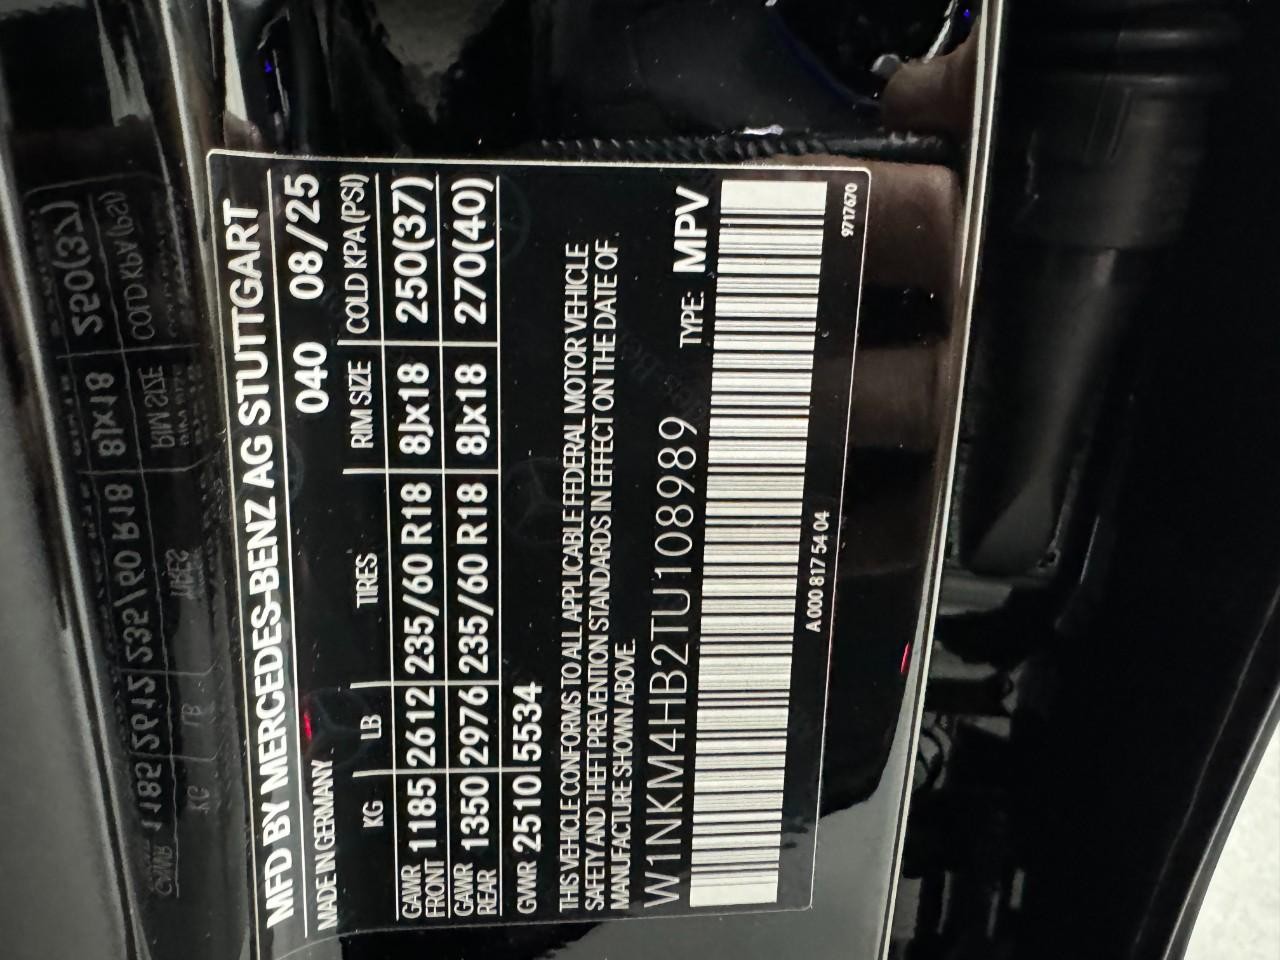 MFD BY MERCEDES-BENZ AG STUTTGART
MADE IN GERMANY 040 08/25
KG LB TIRES RIM SIZE COLD KPA(PSI)
GAWR FRONT 1185 2612 235/60 R18 8Jx18 250(37)
GAWR REAR 1350 2976 235/60 R18 8Jx18 270(40)
GVWR 2510 5534
THIS VEHICLE CONFORMS TO ALL APPLICABLE FEDERAL MOTOR VEHICLE
SAFETY AND THEFT PREVENTION STANDARDS IN EFFECT ON THE DATE OF
MANUFACTURE SHOWN ABOVE.
W1NKM4HB2TU108989 TYPE: MPV
A 000 817 54 04 9717670